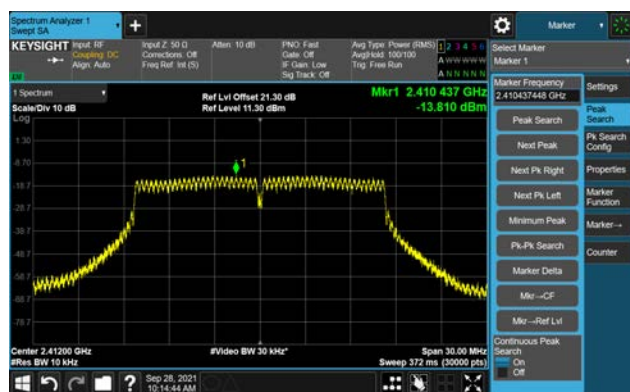 Spectrum Analyzer 1
Swept SA
Marker
KEYSIGHT
Input: RF
Coupling: DC
Align: Auto
Input Z: 50 Ω
Corrections: Off
Freq Ref: Int (S)
Atten: 10 dB
PNO: Fast
Gate: Off
IF Gain: Low
Sig Track: Off
Avg Type: Power (RMS)
Avg|Hold: 100/100
Trig: Free Run
1 2 3 4 5 6
A W W W W W
A N N N N N
Select Marker
Marker 1
1 Spectrum
Scale/Div 10 dB
Log
Ref Lvl Offset 21.30 dB
Ref Level 11.30 dBm
Mkr1 2.410 437 GHz
-13.810 dBm
1.30
-8.70
-18.7
-28.7
-38.7
-48.7
-58.7
-68.7
-78.7
1
Center 2.41200 GHz
#Res BW 10 kHz
#Video BW 30 kHz*
Span 30.00 MHz
Sweep 372 ms (30000 pts)
Marker Frequency
2.410437448 GHz
Peak Search
Next Peak
Next Pk Right
Next Pk Left
Minimum Peak
Pk-Pk Search
Marker Delta
Mkr→CF
Mkr→Ref Lvl
Continuous Peak
Search
On
Off
Settings
Peak
Search
Pk Search
Config
Properties
Marker
Function
Marker→
Counter
Sep 28, 2021
10:14:44 AM